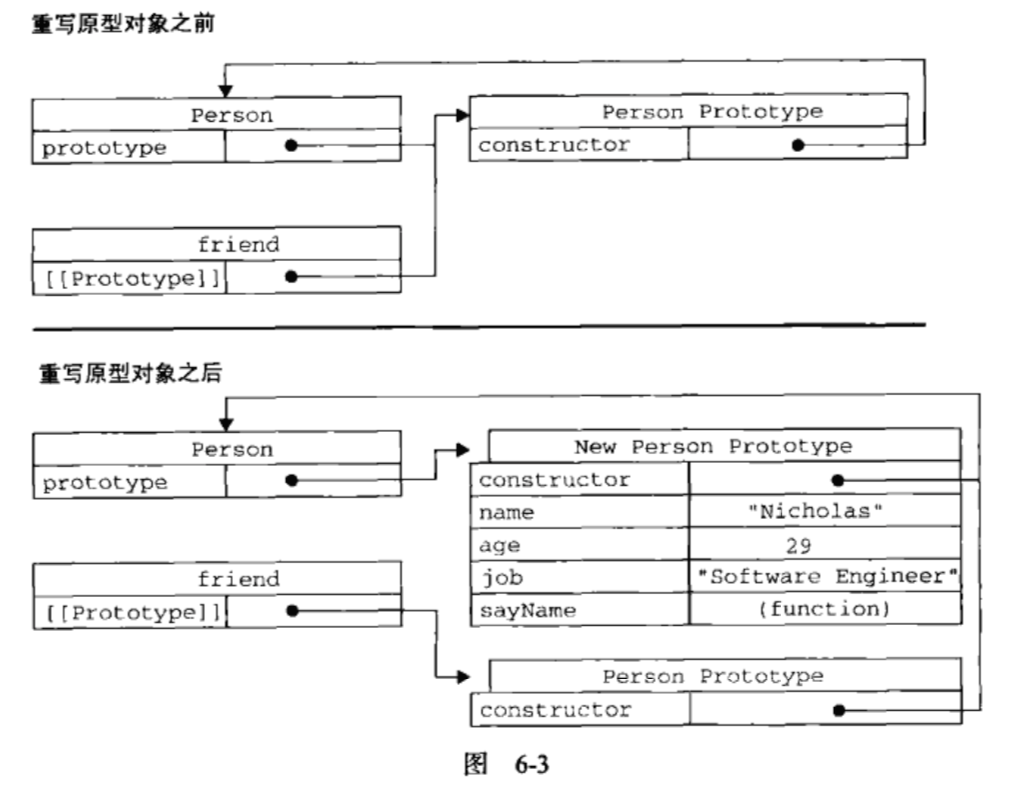 重写原型对象之前
Person
prototype
Person Prototype
constructor
friend
[[Prototype]]
重写原型对象之后
Person
prototype
New Person Prototype
constructor
name "Nicholas"
age 29
job "Software Engineer"
sayName (function)
friend
[[Prototype]]
Person Prototype
constructor
图 6-3